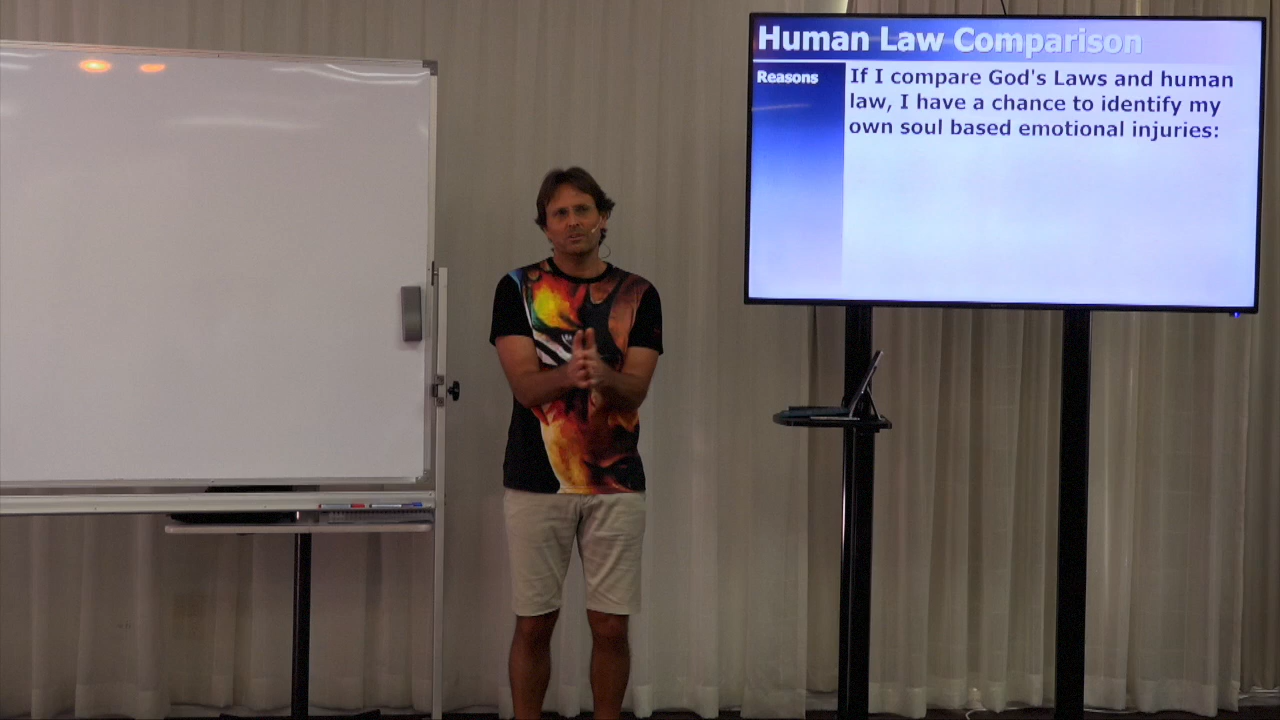 Human Law Comparison
Reasons
If I compare God's Laws and human
law, I have a chance to identify my
own soul based emotional injuries: